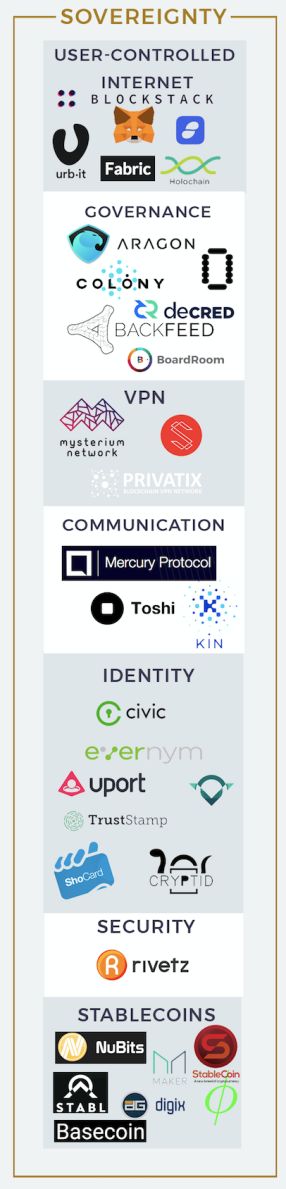 SOVEREIGNTY
USER-CONTROLLED
INTERNET
BLOCKSTACK
urb·it
Fabric
Holochain
GOVERNANCE
ARAGON
COLONY
decRED
BACKFEED
BoardRoom
VPN
mysterium
network
PRIVATIX
BLOCKCHAIN VPN NETWORK
COMMUNICATION
Mercury Protocol
Toshi
KIN
IDENTITY
civic
evernym
uport
TrustStamp
ShoCard
CRYPTID
SECURITY
rivetz
STABLECOINS
NuBits
MAKER
StableCoin
STABL
DG
digix
Basecoin